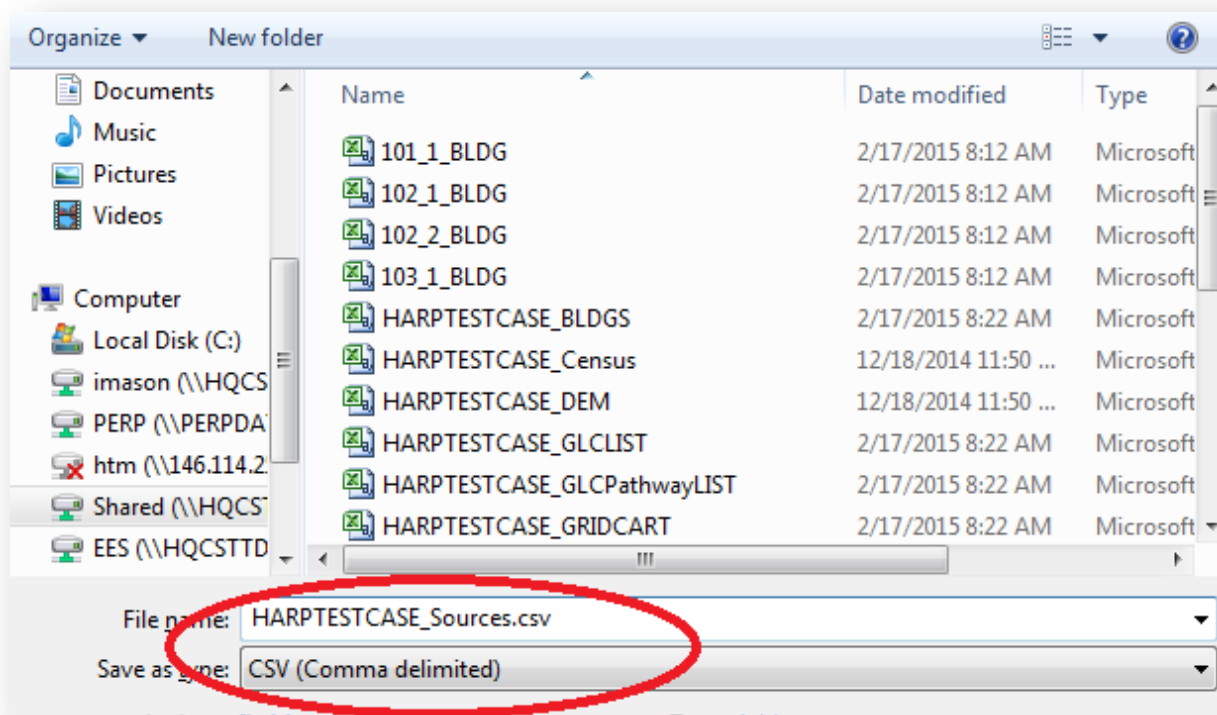 Organize New folder
Documents
Music
Pictures
Videos
Computer
Local Disk (C:)
imason (\\HQCS
PERP (\\PERPDA
htm (\\146.114.2
Shared (\\HQCS
EES (\\HQCSTTD
Name Date modified Type
101_1_BLDG 2/17/2015 8:12 AM Microsoft
102_1_BLDG 2/17/2015 8:12 AM Microsoft
102_2_BLDG 2/17/2015 8:12 AM Microsoft
103_1_BLDG 2/17/2015 8:12 AM Microsoft
HARPTESTCASE_BLDGS 2/17/2015 8:22 AM Microsoft
HARPTESTCASE_Census 12/18/2014 11:50 ... Microsoft
HARPTESTCASE_DEM 12/18/2014 11:50 ... Microsoft
HARPTESTCASE_GLCLIST 2/17/2015 8:22 AM Microsoft
HARPTESTCASE_GLCPathwayLIST 2/17/2015 8:22 AM Microsoft
HARPTESTCASE_GRIDCART 2/17/2015 8:22 AM Microsoft
File name: HARPTESTCASE_Sources.csv
Save as type: CSV (Comma delimited)